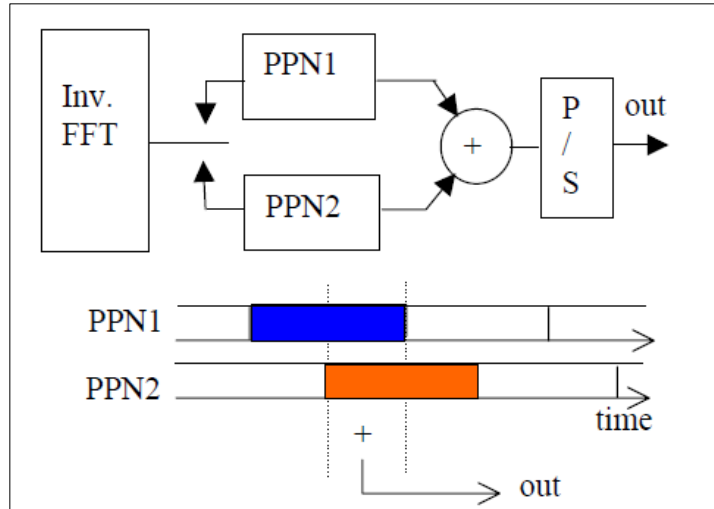 Inv.
FFT
PPN1
PPN2
+
P
/
S
out
PPN1
PPN2
time
+
out